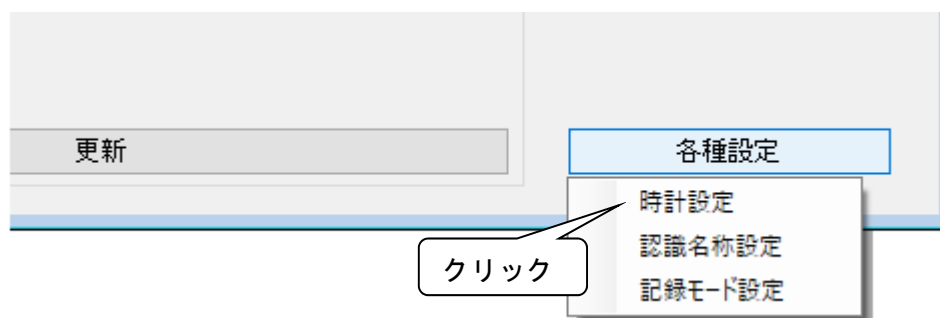 更新
各種設定
時計設定
認識名称設定
記録モード設定
クリック